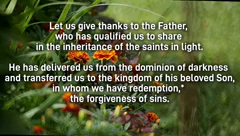 Let us give thanks to the Father,
who has qualified us to share
in the inheritance of the saints in light.
He has delivered us from the dominion of darkness
and transferred us to the kingdom of his beloved Son,
in whom we have redemption,*
the forgiveness of sins.